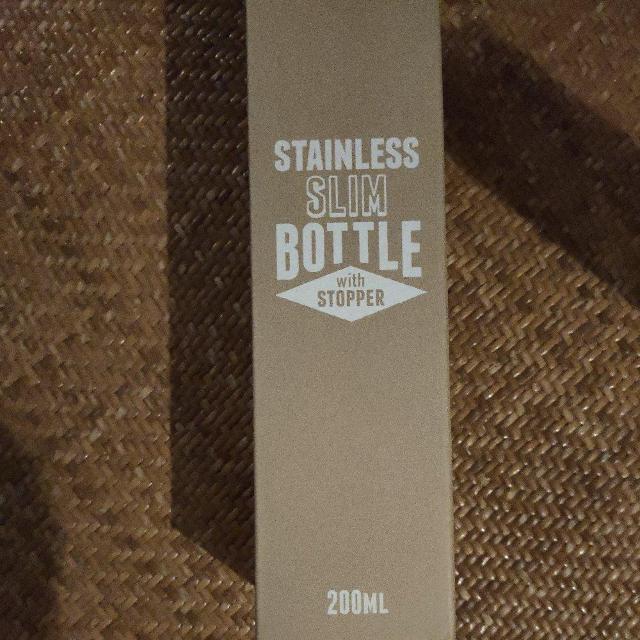 STAINLESS
SLIM
BOTTLE
with
STOPPER
200ML